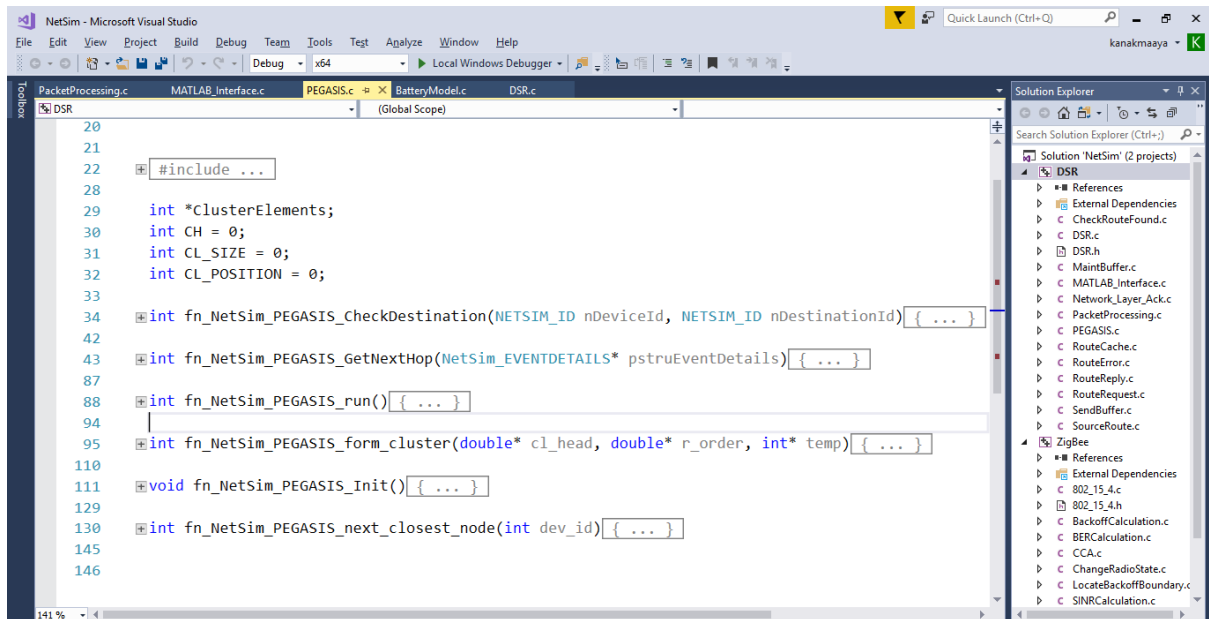 NetSim - Microsoft Visual Studio
Quick Launch (Ctrl+Q)
File Edit View Project Build Debug Team Tools Test Analyze Window Help
kanakmaaya K
Debug x64 Local Windows Debugger
Toolbox
PacketProcessing.c MATLAB_Interface.c PEGASIS.c BatteryModel.c DSR.c
DSR (Global Scope)
20
21
22 #include ...
28
29 int *ClusterElements;
30 int CH = 0;
31 int CL_SIZE = 0;
32 int CL_POSITION = 0;
33
34 int fn_NetSim_PEGASIS_CheckDestination(NETSIM_ID nDeviceId, NETSIM_ID nDestinationId){ ... }
42
43 int fn_NetSim_PEGASIS_GetNextHop(NetSim_EVENTDETAILS* pstruEventDetails){ ... }
87
88 int fn_NetSim_PEGASIS_run(){ ... }
94
95 int fn_NetSim_PEGASIS_form_cluster(double* cl_head, double* r_order, int* temp){ ... }
110
111 void fn_NetSim_PEGASIS_Init(){ ... }
129
130 int fn_NetSim_PEGASIS_next_closest_node(int dev_id){ ... }
145
146
141 %
Solution Explorer
Search Solution Explorer (Ctrl+;)
Solution 'NetSim' (2 projects)
DSR
References
External Dependencies
CheckRouteFound.c
DSR.c
DSR.h
MaintBuffer.c
MATLAB_Interface.c
Network_Layer_Ack.c
PacketProcessing.c
PEGASIS.c
RouteCache.c
RouteError.c
RouteReply.c
RouteRequest.c
SendBuffer.c
SourceRoute.c
ZigBee
References
External Dependencies
802_15_4.c
802_15_4.h
BackoffCalculation.c
BERCalculation.c
CCA.c
ChangeRadioState.c
LocateBackoffBoundary.c
SINRCalculation.c